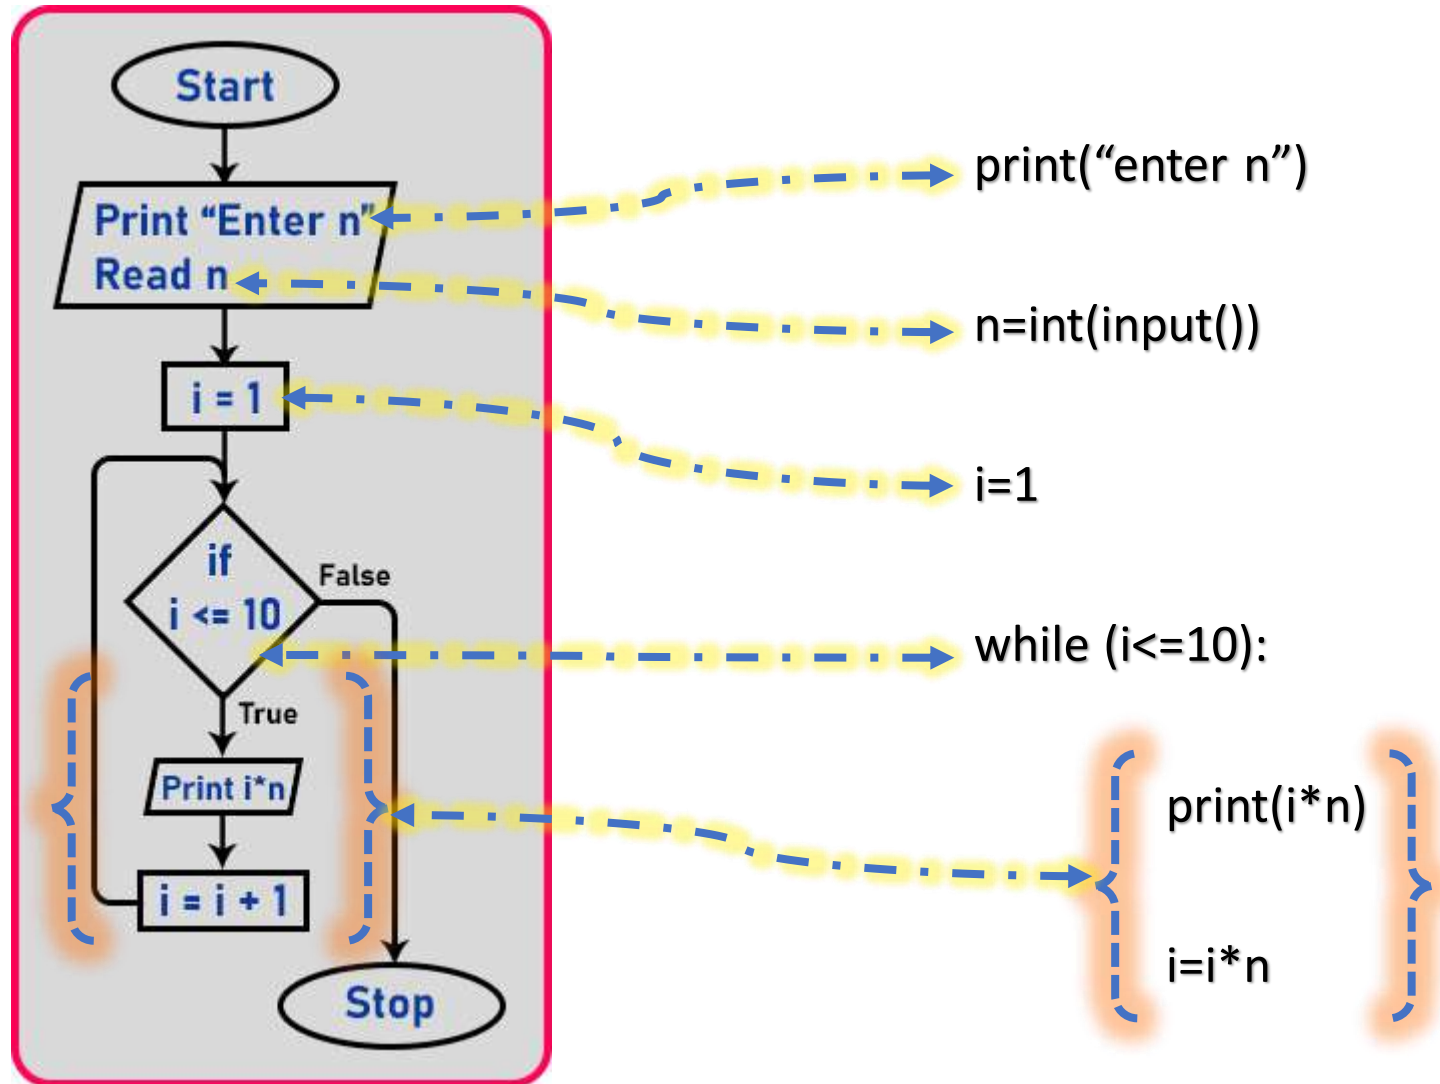 Start
Print “Enter n”
Read n
i = 1
if
i <= 10
False
True
Print i*n
i = i + 1
Stop
print(“enter n”)
n=int(input())
i=1
while (i<=10):
print(i*n)
i=i*n